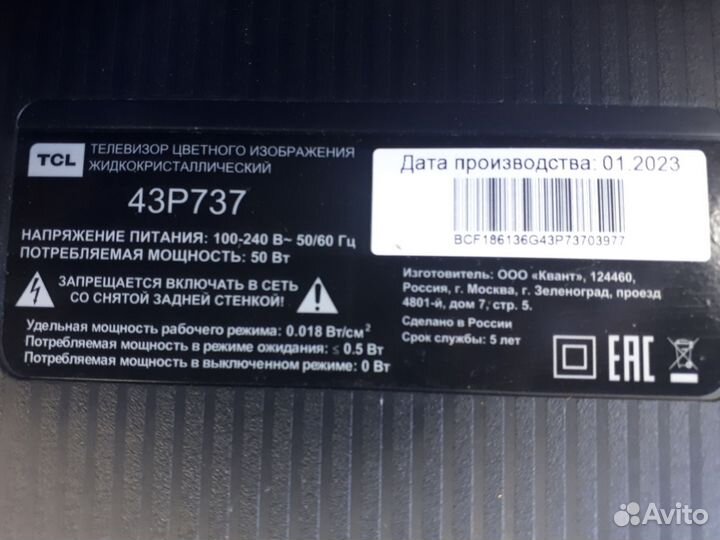 TCL
ТЕЛЕВИЗОР ЦВЕТНОГО ИЗОБРАЖЕНИЯ
ЖИДКОКРИСТАЛЛИЧЕСКИЙ
43P737
НАПРЯЖЕНИЕ ПИТАНИЯ: 100-240 В~ 50/60 Гц
ПОТРЕБЛЯЕМАЯ МОЩНОСТЬ: 50 Вт
ЗАПРЕЩАЕТСЯ ВКЛЮЧАТЬ В СЕТЬ
СО СНЯТОЙ ЗАДНЕЙ СТЕНКОЙ!
Удельная мощность рабочего режима: 0.018 Вт/см²
Потребляемая мощность в режиме ожидания: ≤ 0.5 Вт
Потребляемая мощность в выключенном режиме: 0 Вт
Дата производства: 01.2023
BCF186136G43P73703977
Изготовитель: ООО «Квант», 124460,
Россия, г. Москва, г. Зеленоград, проезд
4801-й, дом 7, стр. 5.
Сделано в России
Срок службы: 5 лет
EAC
Avito